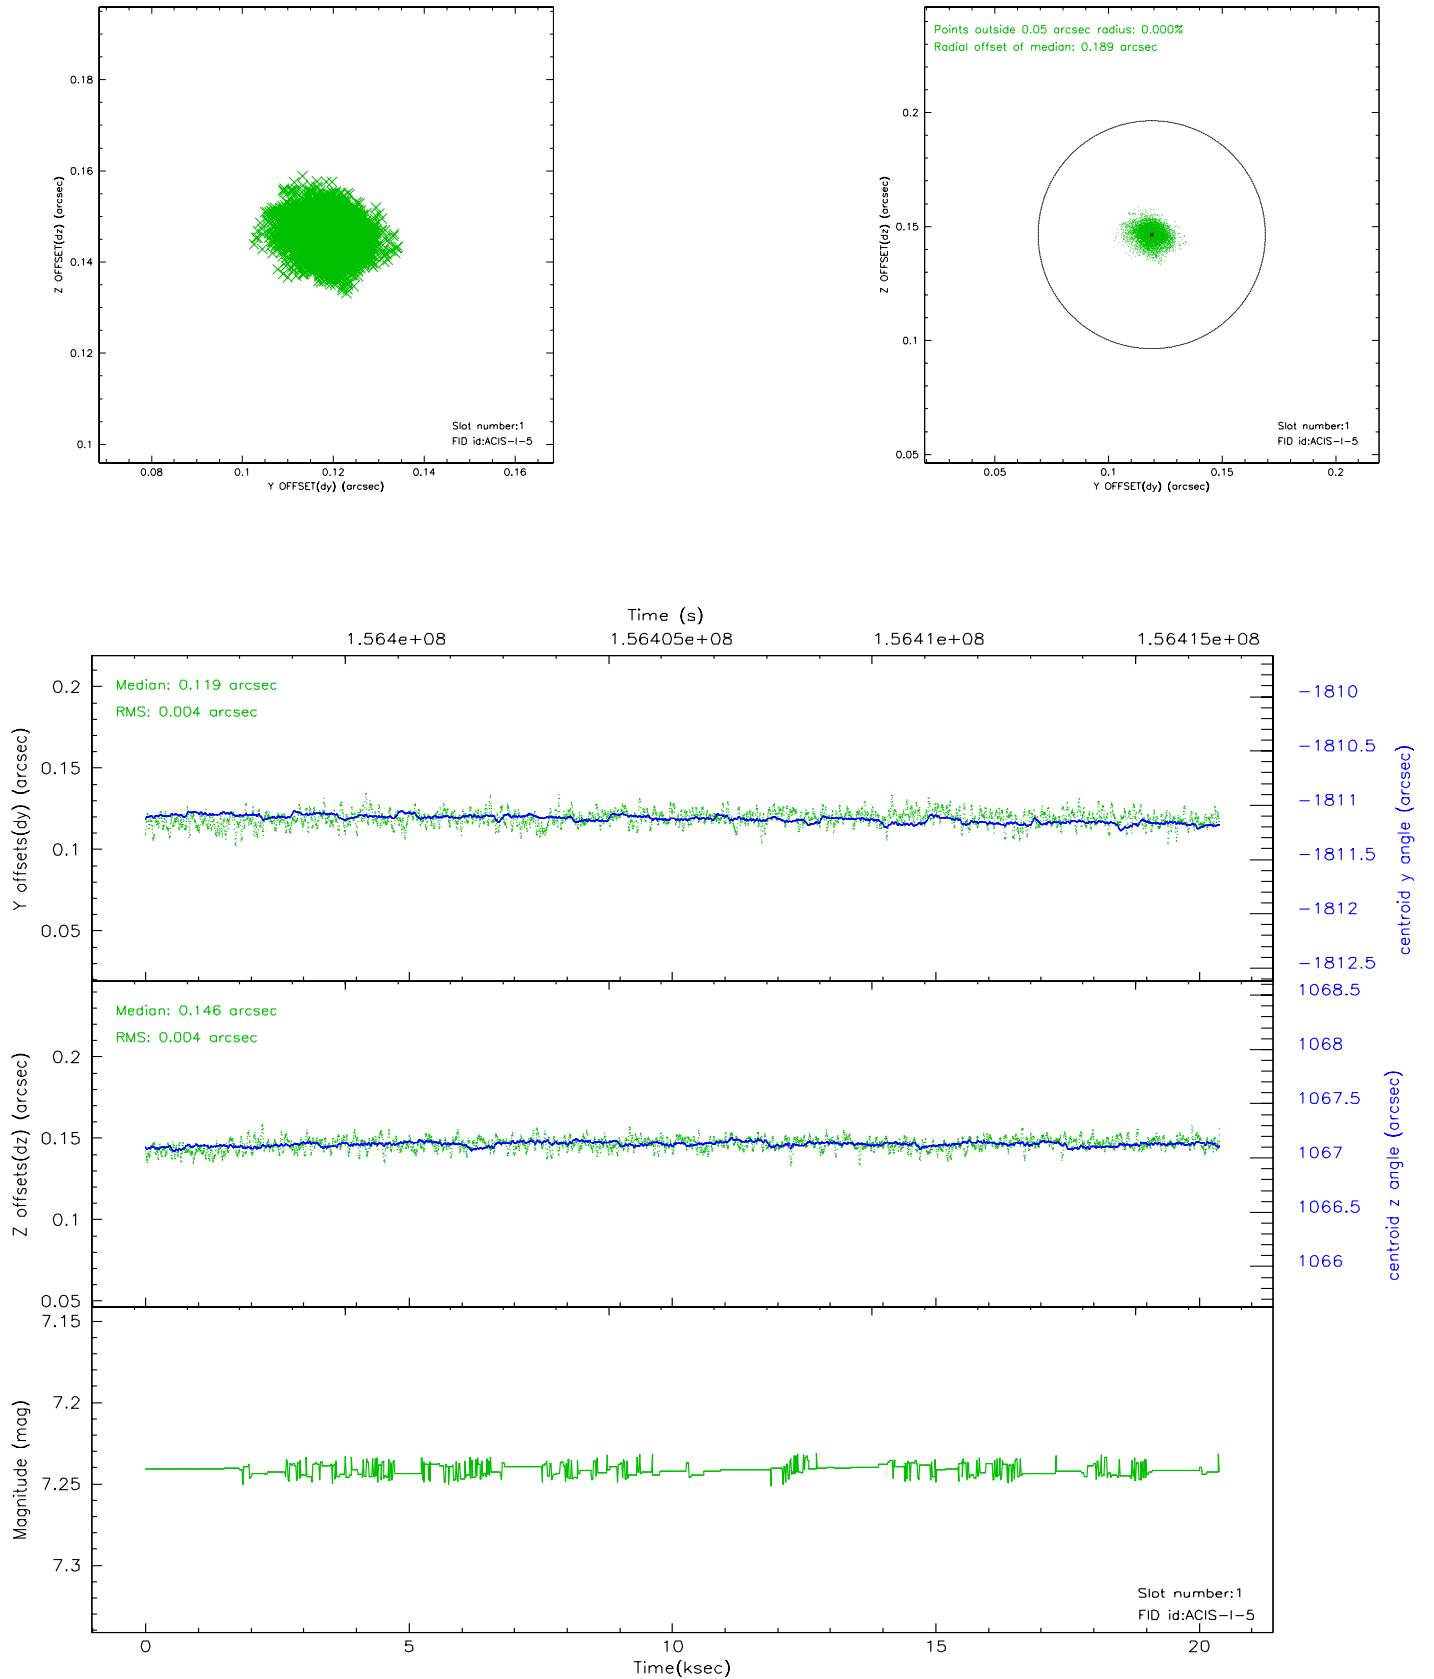 0.18
0.16
0.14
0.12
0.1
Z OFFSET(dz) (arcsec)
Slot number:1
FID id:ACIS-I-5
0.08 0.1 0.12 0.14 0.16
Y OFFSET(dy) (arcsec)
Points outside 0.05 arcsec radius: 0.000%
Radial offset of median: 0.189 arcsec
0.2
0.15
0.1
0.05
Z OFFSET(dz) (arcsec)
Slot number:1
FID id:ACIS-I-5
0.05 0.1 0.15 0.2
Y OFFSET(dy) (arcsec)
Time (s)
1.564e+08 1.56405e+08 1.5641e+08 1.56415e+08
Median: 0.119 arcsec
RMS: 0.004 arcsec
0.2
0.15
0.1
0.05
Y offsets(dy) (arcsec)
-1810
-1810.5
-1811
-1811.5
-1812
-1812.5
centroid y angle (arcsec)
Median: 0.146 arcsec
RMS: 0.004 arcsec
0.2
0.15
0.1
0.05
Z offsets(dz) (arcsec)
1068.5
1068
1067.5
1067
1066.5
1066
centroid z angle (arcsec)
7.15
7.2
7.25
7.3
Magnitude (mag)
Slot number:1
FID id:ACIS-I-5
0 5 10 15 20
Time(ksec)